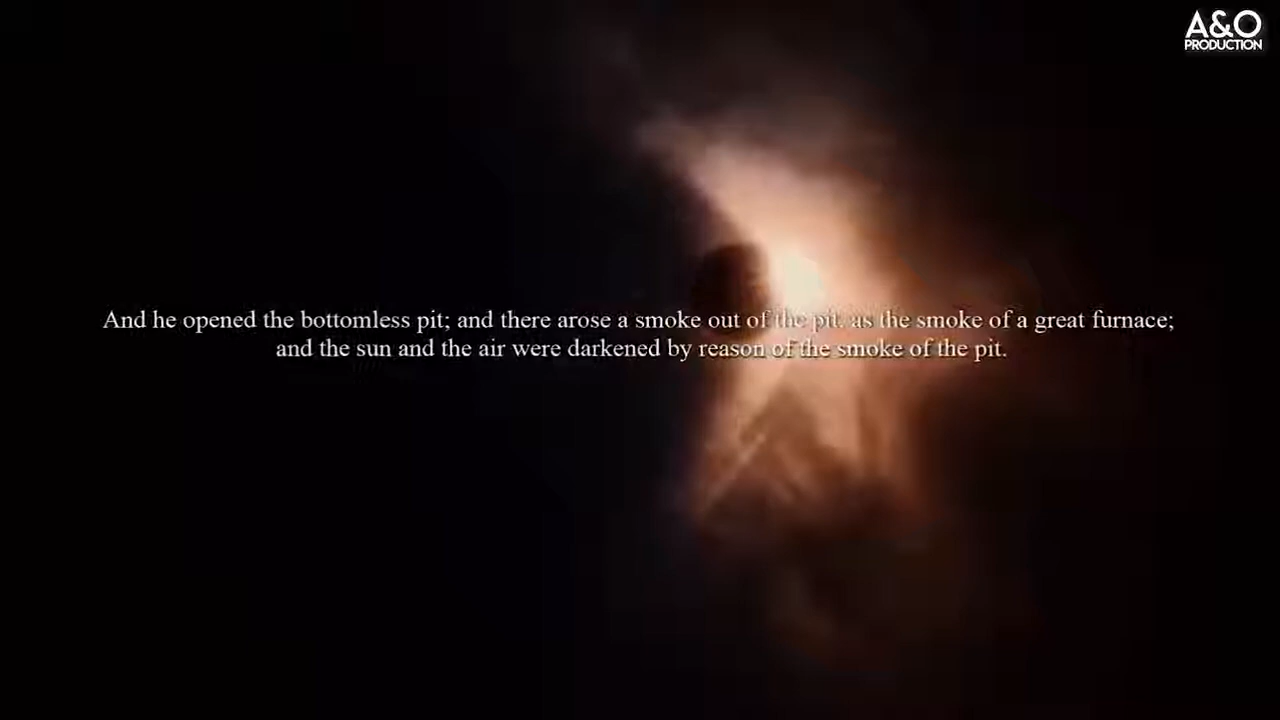 A&O
PRODUCTION
And he opened the bottomless pit; and there arose a smoke out of the pit. as the smoke of a great furnace;
and the sun and the air were darkened by reason of the smoke of the pit.